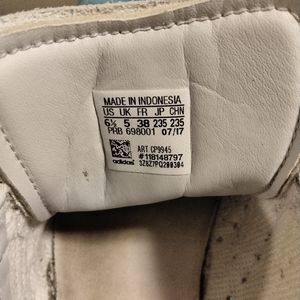 MADE IN INDONESIA
US UK FR JP CHN
6½ 5 38 235 235
PRB 698001 07/17
ART CP9945
#118148797
adidas 3Z8Z7PQ200304